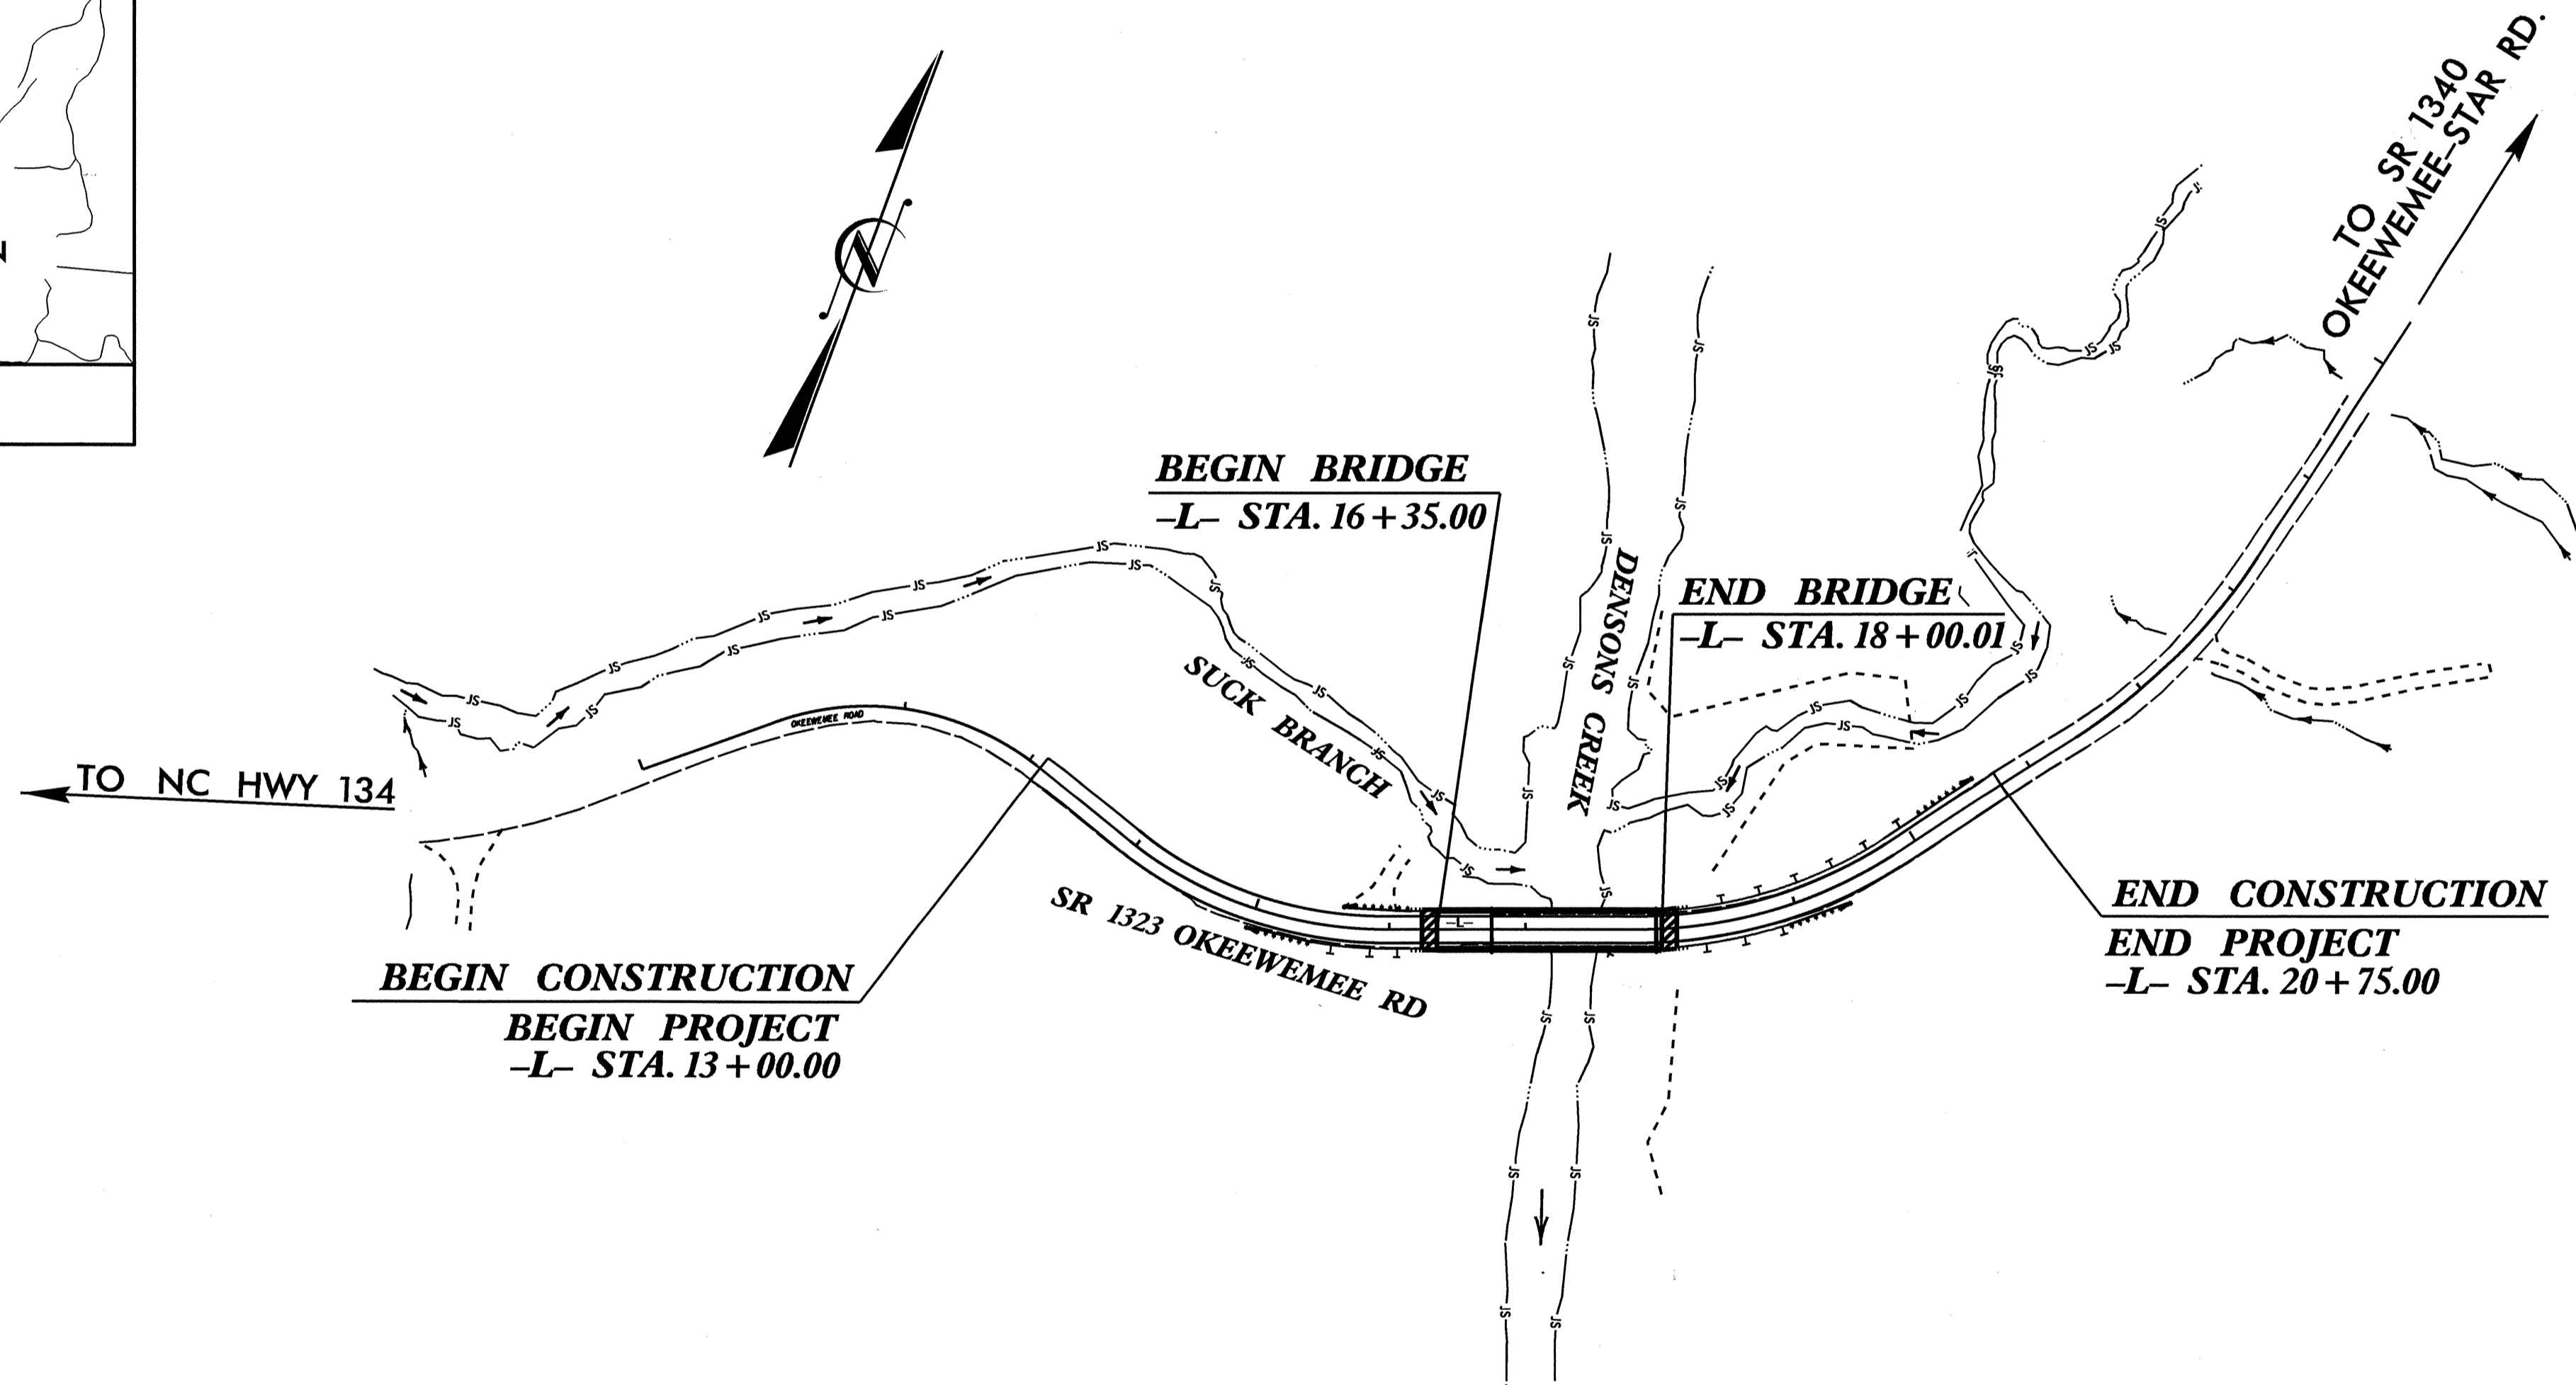 TO SR 1340
OKEEWEMEE-STAR RD.
N
BEGIN BRIDGE
-L- STA. 16+35.00
DENSONS CREEK
END BRIDGE
-L- STA. 18+00.01
SUCK BRANCH
OKEEWEMEE ROAD
TO NC HWY 134
-L-
SR 1323 OKEEWEMEE RD
BEGIN CONSTRUCTION
BEGIN PROJECT
-L- STA. 13+00.00
END CONSTRUCTION
END PROJECT
-L- STA. 20+75.00